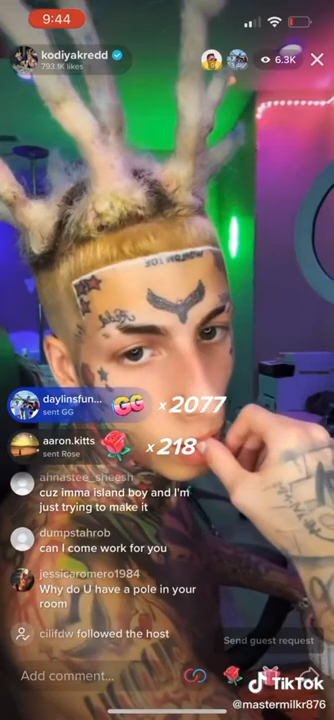 9:44
kodiyakredd
793.1K likes
6.3K
daylinsfun...
sent GG
GG
x2077
aaron.kitts
sent Rose
x218
ahnastee_sheesh
cuz imma island boy and I'm
just trying to make it
dumpstahrob
can I come work for you
jessicaromero1984
Why do U have a pole in your
room
cilifdw followed the host
Send guest request
Add comment...
TikTok
@mastermilkr876